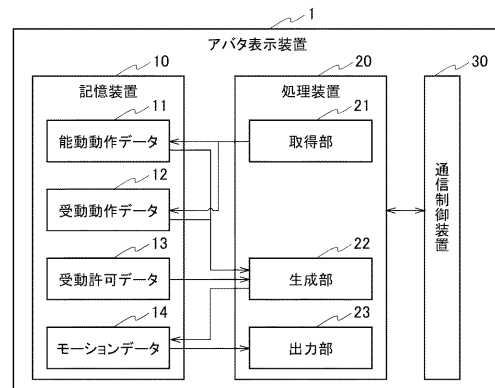 1
アバタ表示装置
10
記憶装置
11
能動動作データ
12
受動動作データ
13
受動許可データ
14
モーションデータ
20
処理装置
21
取得部
22
生成部
23
出力部
30
通信制御装置